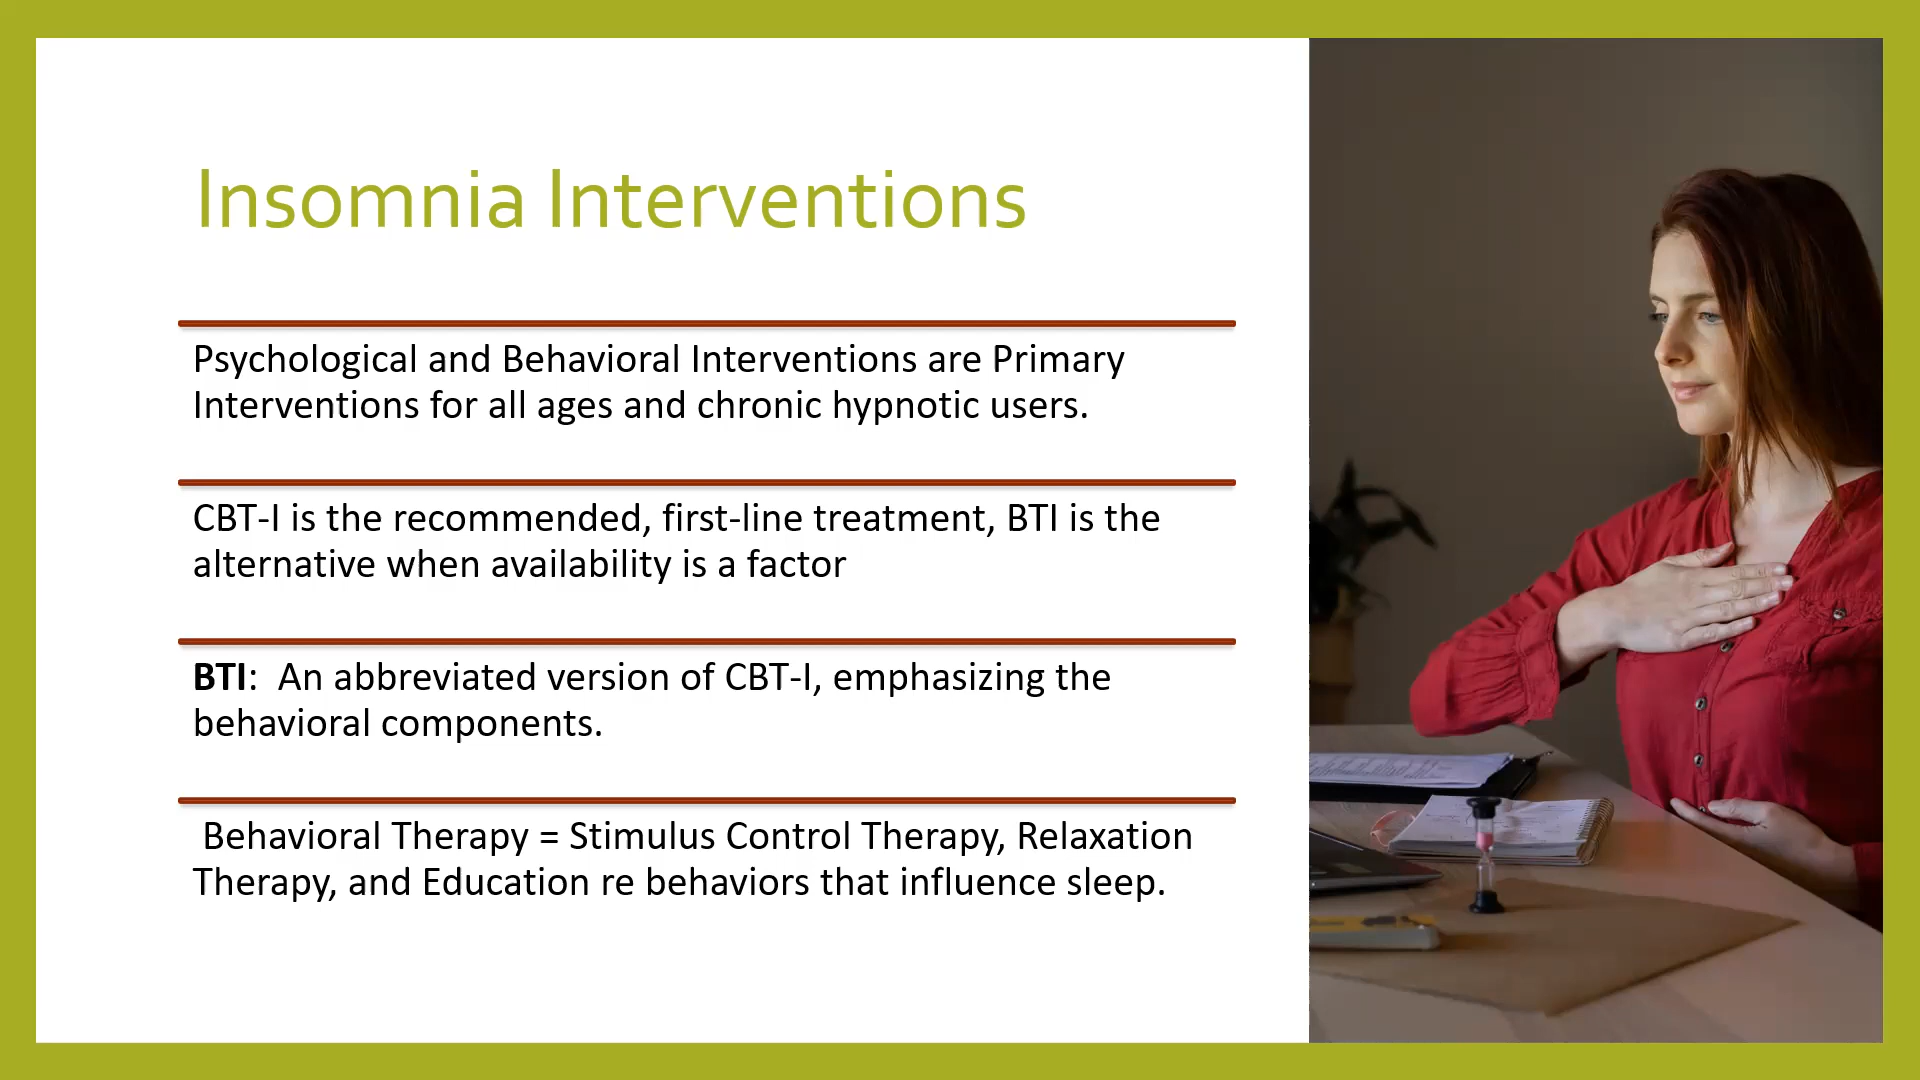 Insomnia Interventions
Psychological and Behavioral Interventions are Primary
Interventions for all ages and chronic hypnotic users.
CBT-I is the recommended, first-line treatment, BTI is the
alternative when availability is a factor
BTI:  An abbreviated version of CBT-I, emphasizing the
behavioral components.
Behavioral Therapy = Stimulus Control Therapy, Relaxation
Therapy, and Education re behaviors that influence sleep.